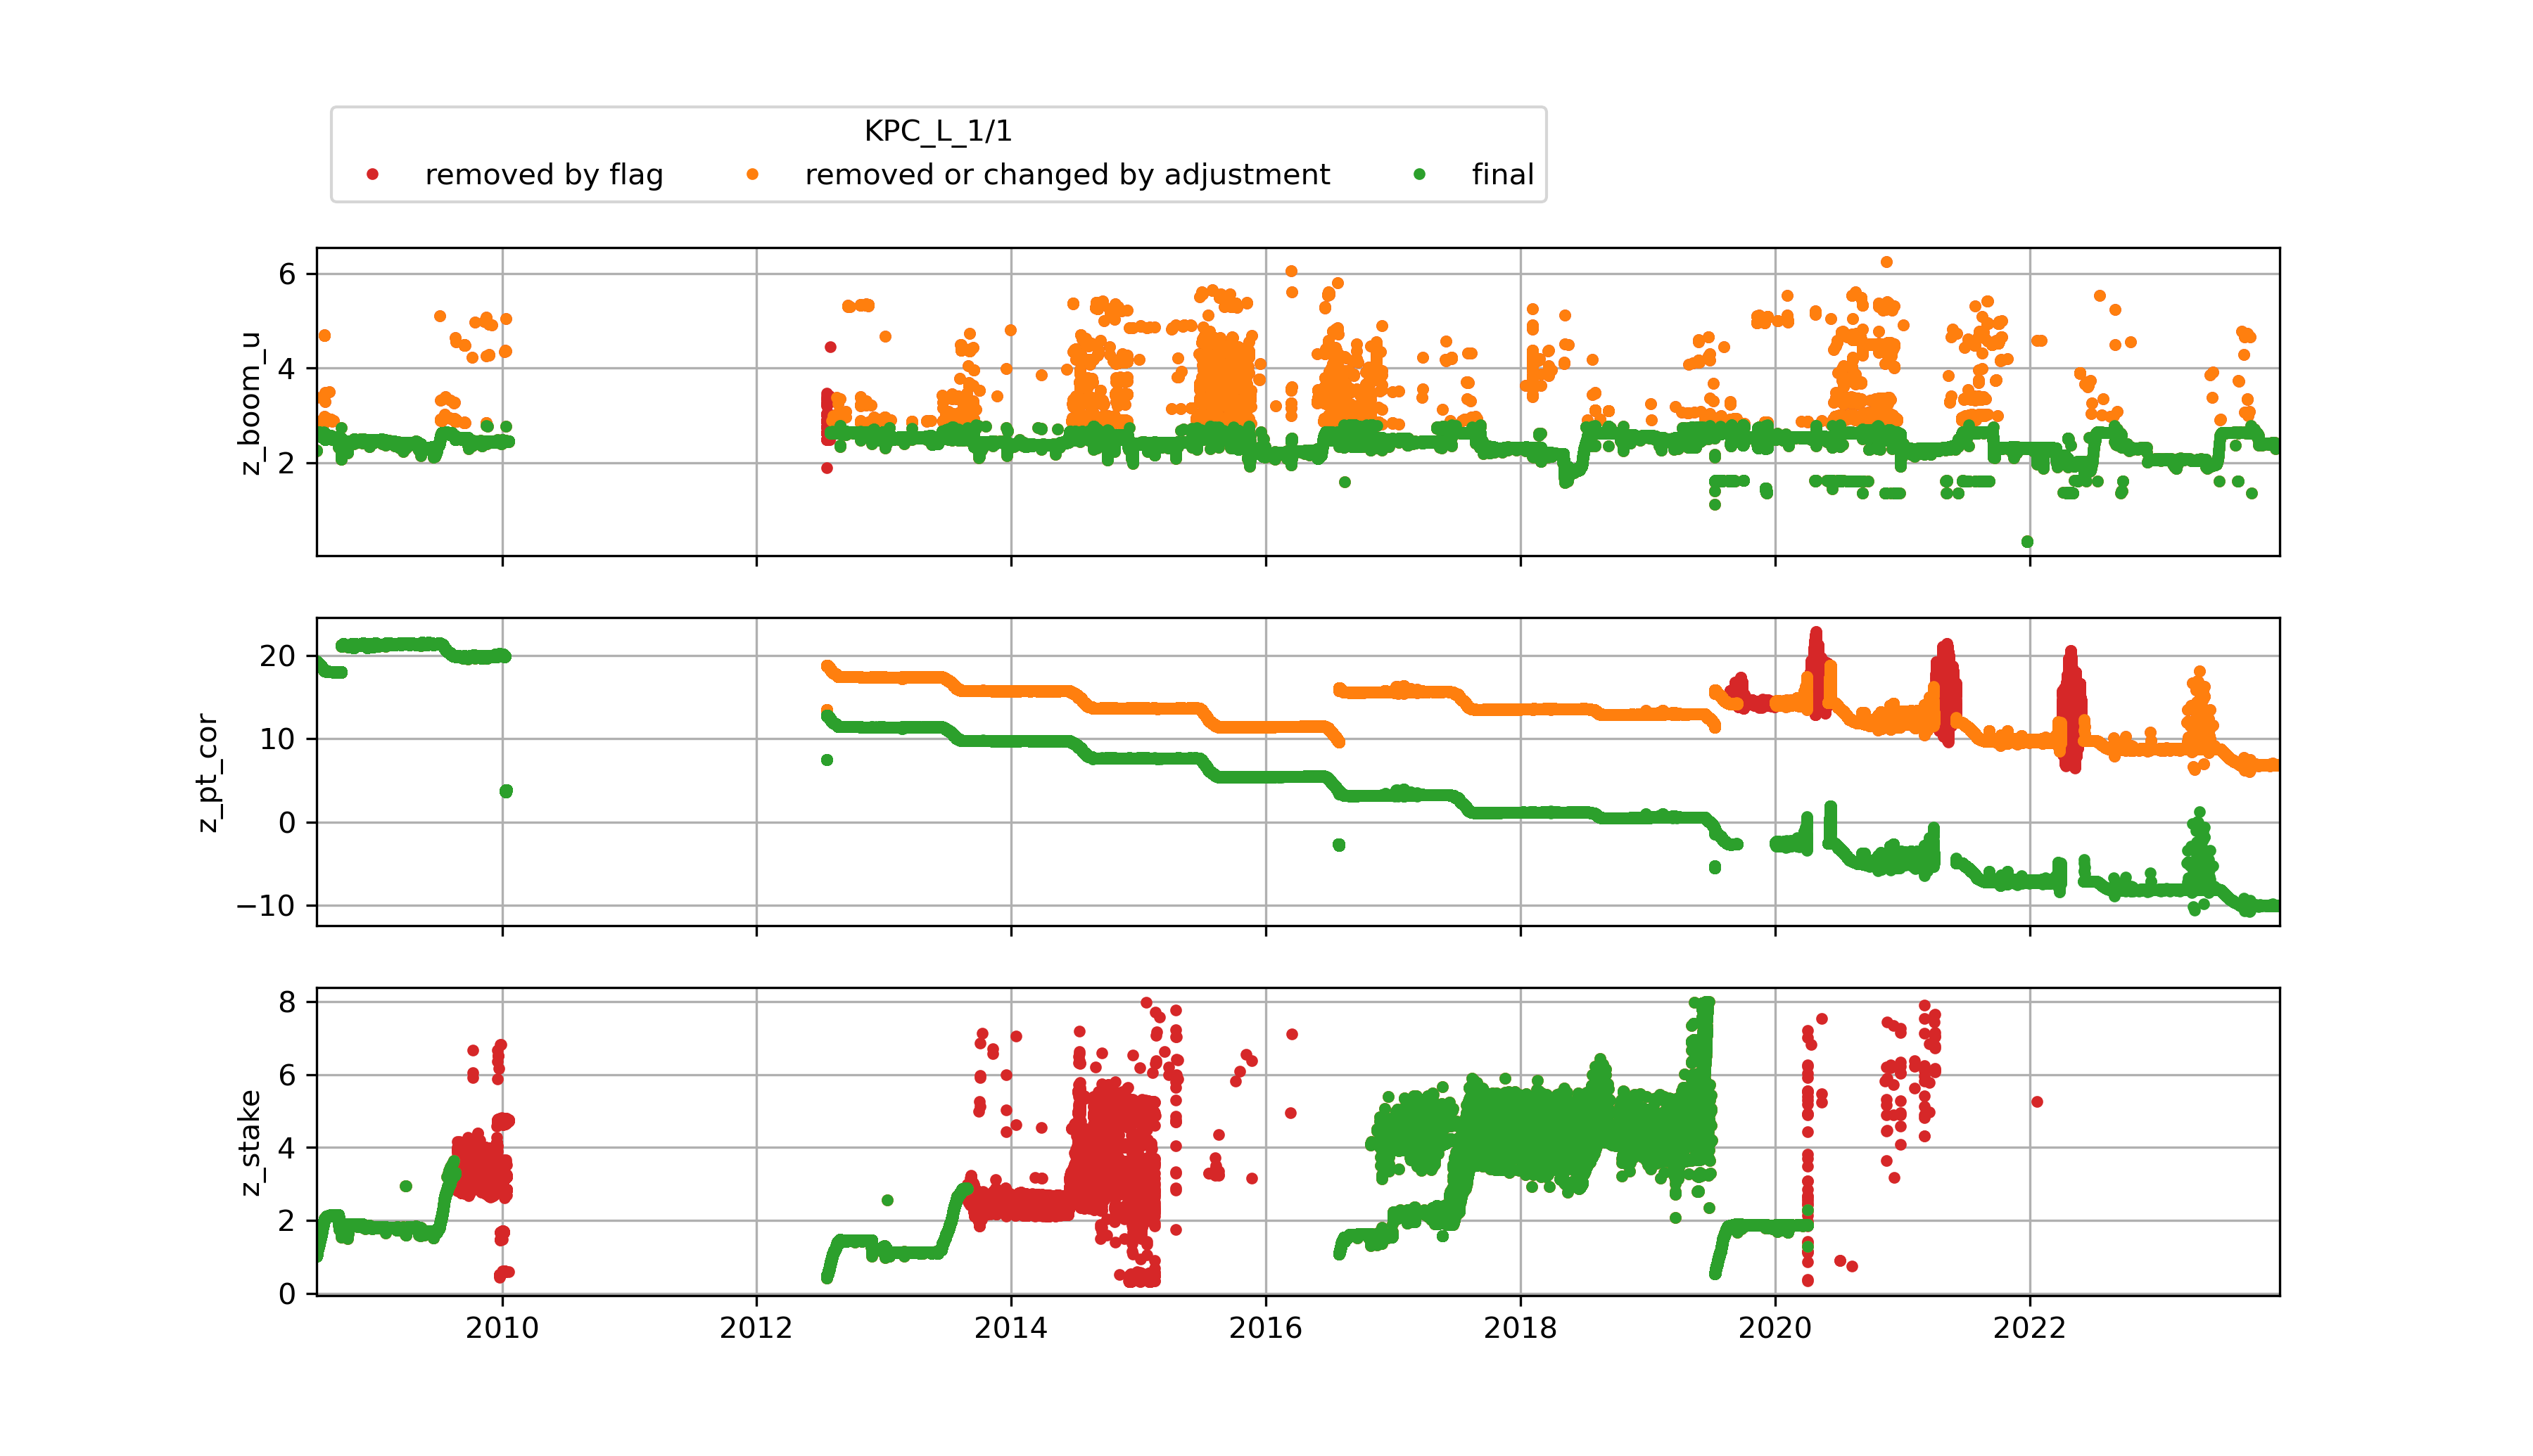 KPC_L_1/1
removed by flag removed or changed by adjustment final
z_boom_u
6
4
2
z_pt_cor
20
10
0
−10
z_stake
8
6
4
2
0
2010 2012 2014 2016 2018 2020 2022